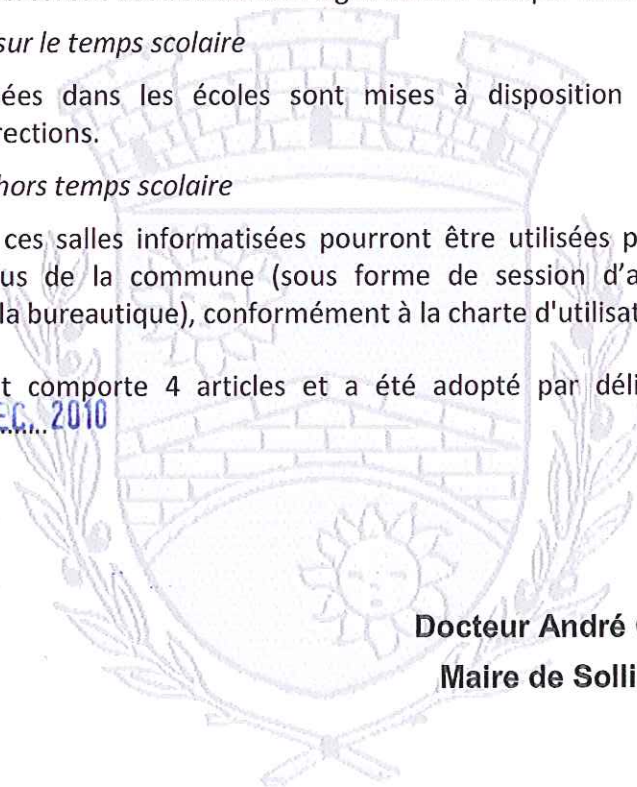 sur le temps scolaire
ées dans les écoles sont mises à disposition
rections.
hors temps scolaire
ces salles informatisées pourront être utilisées p
us de la commune (sous forme de session d'a
la bureautique), conformément à la charte d'utilisat
t comporte 4 articles et a été adopté par déli
EC. 2010
Docteur André
Maire de Solli